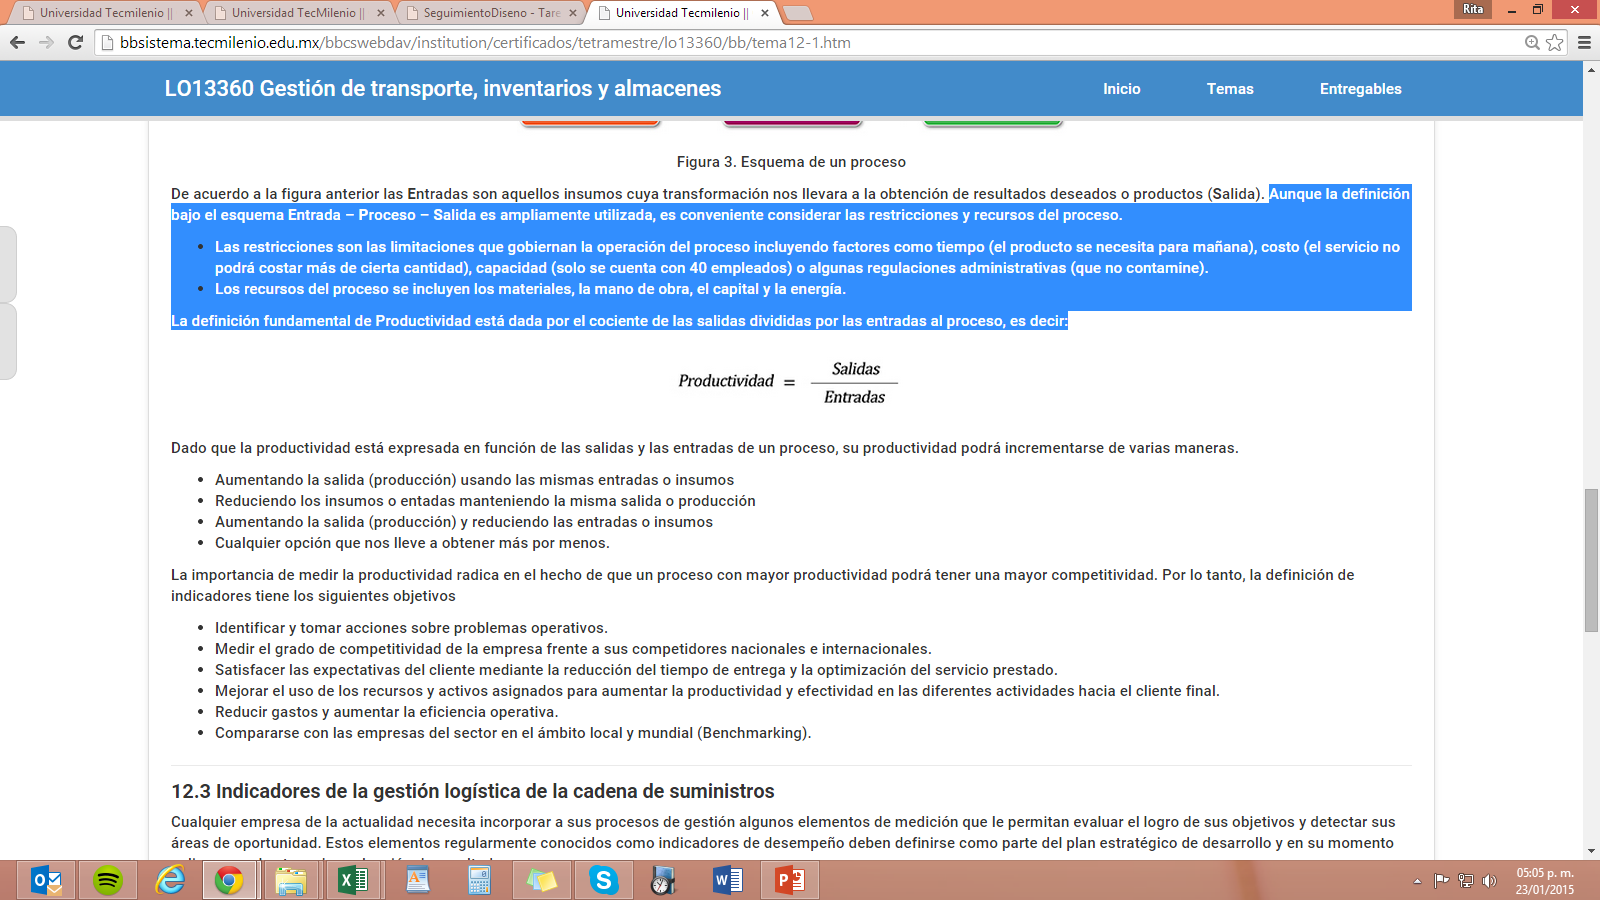 Universidad Tecmilenio ||
Universidad TecMilenio ||
SeguimientoDiseno - Tare
Universidad Tecmilenio ||
Rita
bbsistema.tecmilenio.edu.mx/bbcswebdav/institution/certificados/tetramestre/lo13360/bb/tema12-1.htm
LO13360 Gestión de transporte, inventarios y almacenes
Inicio
Temas
Entregables
Figura 3. Esquema de un proceso
De acuerdo a la figura anterior las Entradas son aquellos insumos cuya transformación nos llevara a la obtención de resultados deseados o productos (Salida). Aunque la definición
bajo el esquema Entrada – Proceso – Salida es ampliamente utilizada, es conveniente considerar las restricciones y recursos del proceso.
• Las restricciones son las limitaciones que gobiernan la operación del proceso incluyendo factores como tiempo (el producto se necesita para mañana), costo (el servicio no
podrá costar más de cierta cantidad), capacidad (solo se cuenta con 40 empleados) o algunas regulaciones administrativas (que no contamine).
• Los recursos del proceso se incluyen los materiales, la mano de obra, el capital y la energía.
La definición fundamental de Productividad está dada por el cociente de las salidas divididas por las entradas al proceso, es decir:
Productividad = Salidas
Entradas
Dado que la productividad está expresada en función de las salidas y las entradas de un proceso, su productividad podrá incrementarse de varias maneras.
• Aumentando la salida (producción) usando las mismas entradas o insumos
• Reduciendo los insumos o entadas manteniendo la misma salida o producción
• Aumentando la salida (producción) y reduciendo las entradas o insumos
• Cualquier opción que nos lleve a obtener más por menos.
La importancia de medir la productividad radica en el hecho de que un proceso con mayor productividad podrá tener una mayor competitividad. Por lo tanto, la definición de
indicadores tiene los siguientes objetivos
• Identificar y tomar acciones sobre problemas operativos.
• Medir el grado de competitividad de la empresa frente a sus competidores nacionales e internacionales.
• Satisfacer las expectativas del cliente mediante la reducción del tiempo de entrega y la optimización del servicio prestado.
• Mejorar el uso de los recursos y activos asignados para aumentar la productividad y efectividad en las diferentes actividades hacia el cliente final.
• Reducir gastos y aumentar la eficiencia operativa.
• Compararse con las empresas del sector en el ámbito local y mundial (Benchmarking).
12.3 Indicadores de la gestión logística de la cadena de suministros
Cualquier empresa de la actualidad necesita incorporar a sus procesos de gestión algunos elementos de medición que le permitan evaluar el logro de sus objetivos y detectar sus
áreas de oportunidad. Estos elementos regularmente conocidos como indicadores de desempeño deben definirse como parte del plan estratégico de desarrollo y en su momento
05:05 p. m.
23/01/2015